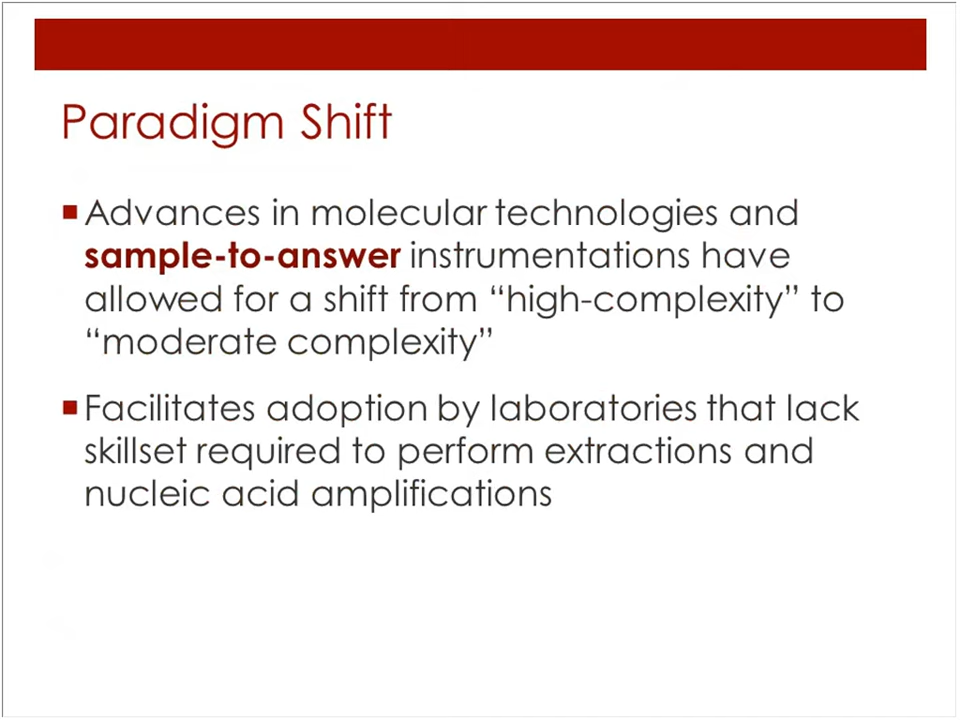 Paradigm Shift
Advances in molecular technologies and
sample-to-answer instrumentations have
allowed for a shift from “high-complexity” to
“moderate complexity”
Facilitates adoption by laboratories that lack
skillset required to perform extractions and
nucleic acid amplifications